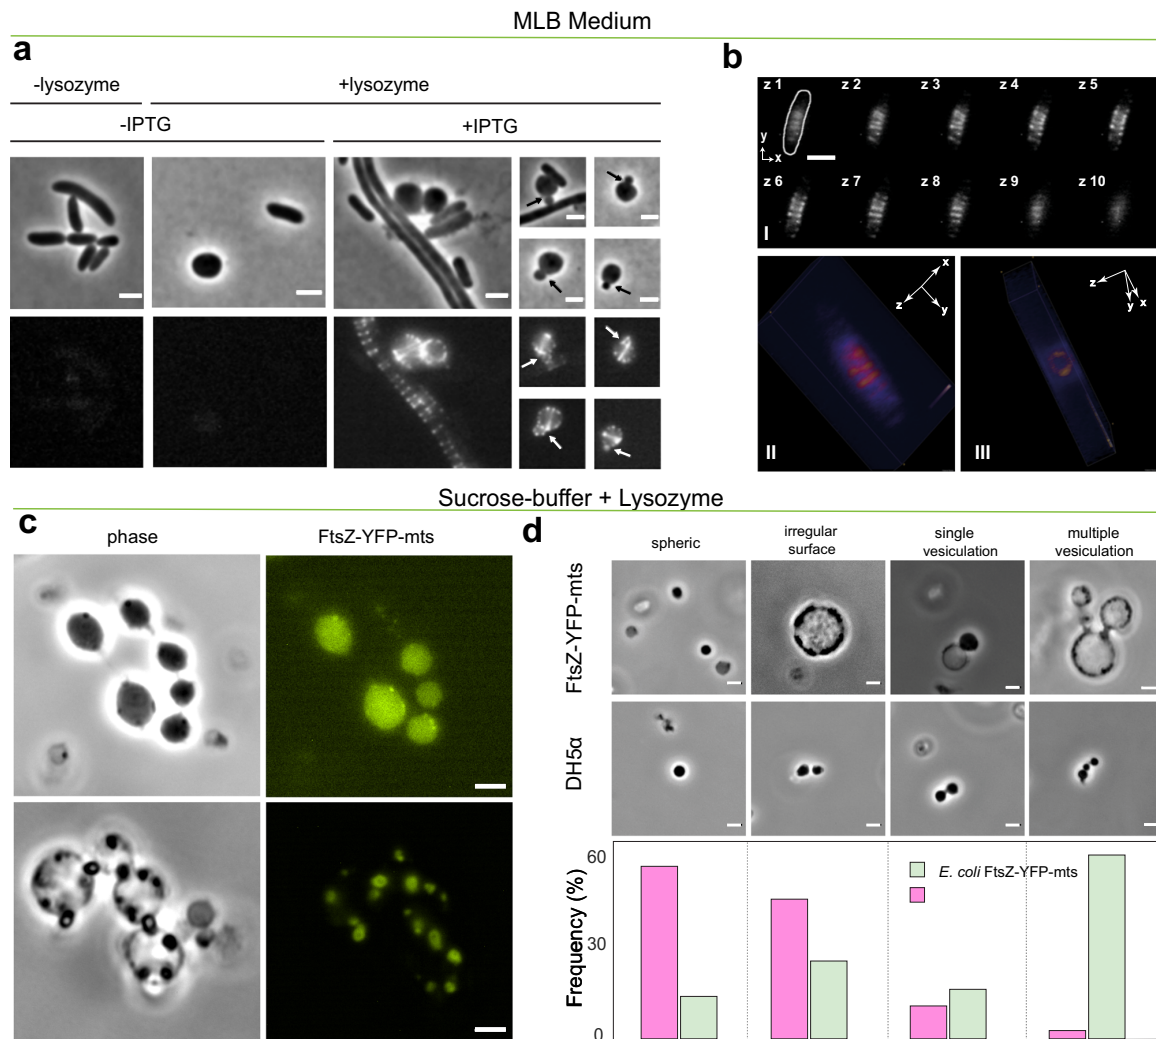 MLB Medium
a
-lysozyme
+lysozyme
-IPTG
+IPTG
b
z 1
z 2
z 3
z 4
z 5
y
x
z 6
z 7
z 8
z 9
z 10
I
x
z
y
II
z
y
x
III
Sucrose-buffer + Lysozyme
c
phase
FtsZ-YFP-mts
d
spheric
irregular
surface
single
vesiculation
multiple
vesiculation
FtsZ-YFP-mts
DH5α
Frequency (%)
60
30
0
E. coli FtsZ-YFP-mts